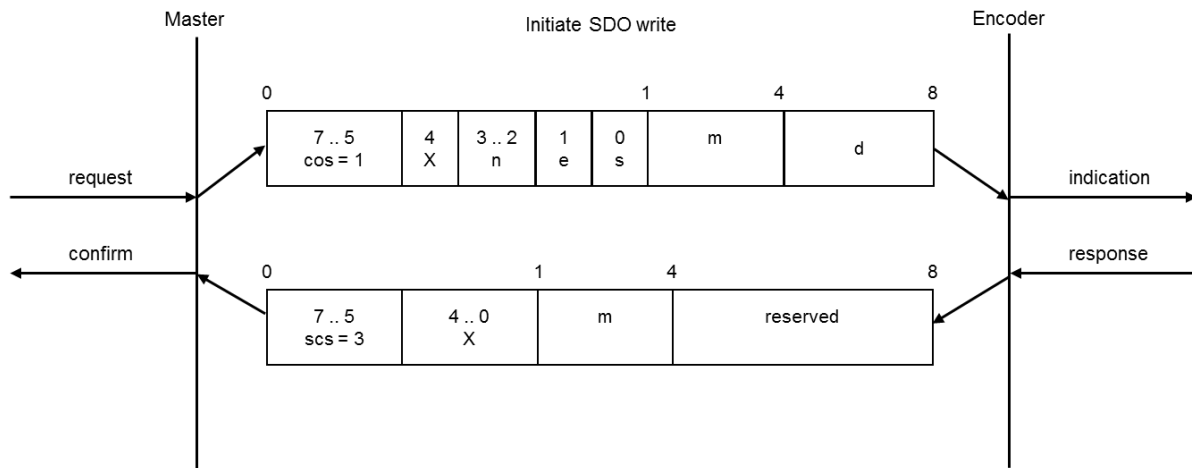 Master
Initiate SDO write
Encoder
0
1
4
8
7 .. 5
cos = 1
4
X
3 .. 2
n
1
e
0
s
m
d
request
indication
confirm
response
0
1
4
8
7 .. 5
scs = 3
4 .. 0
X
m
reserved